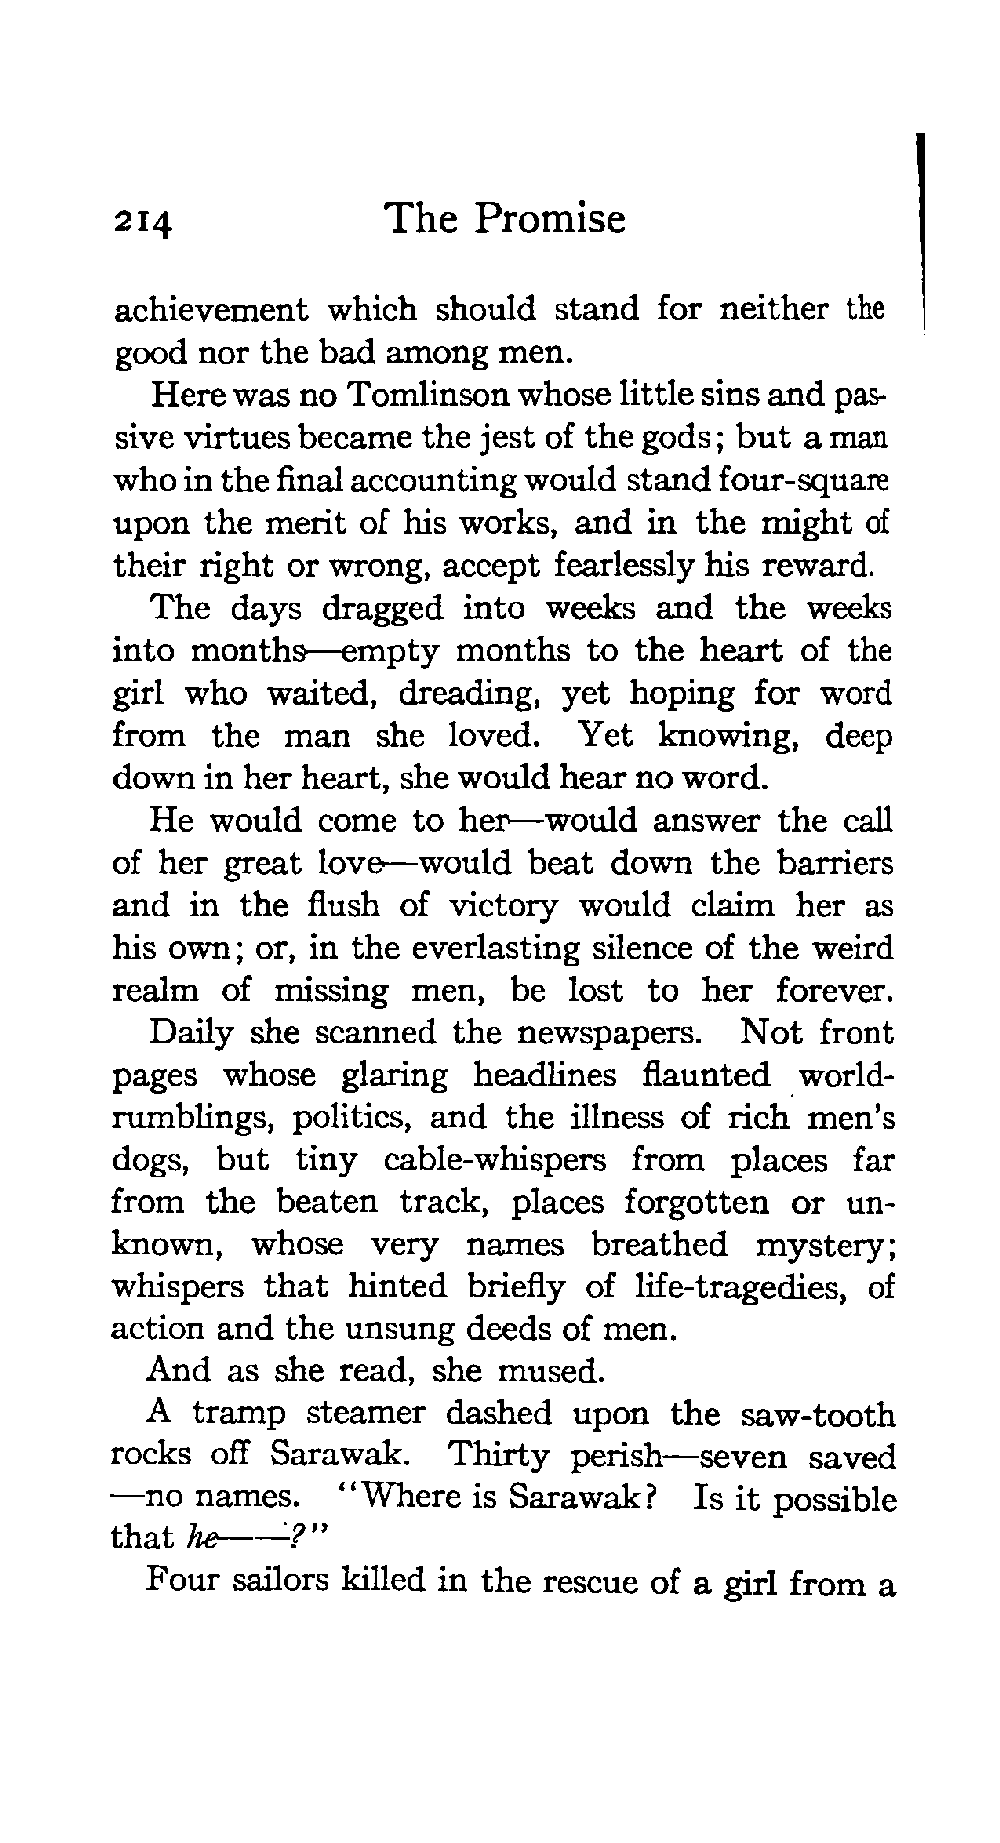 214 The Promise
achievement which should stand for neither the
good nor the bad among men.
Here was no Tomlinson whose little sins and pas-
sive virtues became the jest of the gods; but a man
who in the final accounting would stand four-square
upon the merit of his works, and in the might of
their right or wrong, accept fearlessly his reward.
The days dragged into weeks and the weeks
into months—empty months to the heart of the
girl who waited, dreading, yet hoping for word
from the man she loved. Yet knowing, deep
down in her heart, she would hear no word.
He would come to her—would answer the call
of her great love—would beat down the barriers
and in the flush of victory would claim her as
his own; or, in the everlasting silence of the weird
realm of missing men, be lost to her forever.
Daily she scanned the newspapers. Not front
pages whose glaring headlines flaunted world-
rumblings, politics, and the illness of rich men's
dogs, but tiny cable-whispers from places far
from the beaten track, places forgotten or un-
known, whose very names breathed mystery;
whispers that hinted briefly of life-tragedies, of
action and the unsung deeds of men.
And as she read, she mused.
A tramp steamer dashed upon the saw-tooth
rocks off Sarawak. Thirty perish—seven saved
—no names. "Where is Sarawak? Is it possible
that he——?"
Four sailors killed in the rescue of a girl from a